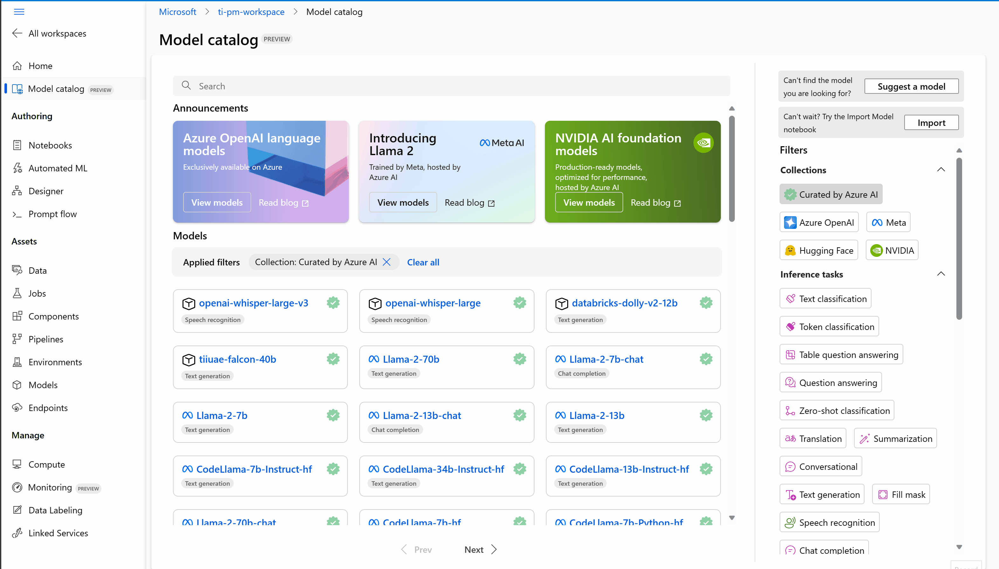 Microsoft > ti-pm-workspace > Model catalog
All workspaces
Home
Model catalog PREVIEW
Authoring
Notebooks
Automated ML
Designer
Prompt flow
Assets
Data
Jobs
Components
Pipelines
Environments
Models
Endpoints
Manage
Compute
Monitoring PREVIEW
Data Labeling
Linked Services
Model catalog PREVIEW
Search
Announcements
Azure OpenAI language
models
Exclusively available on Azure
View models Read blog
Introducing
Llama 2
Meta AI
Trained by Meta, hosted by
Azure AI
View models Read blog
NVIDIA AI foundation
models
Production-ready models,
optimized for performance,
hosted by Azure AI
View models Read blog
Models
Applied filters Collection: Curated by Azure AI Clear all
openai-whisper-large-v3
Speech recognition
openai-whisper-large
Speech recognition
databricks-dolly-v2-12b
Text generation
tiiuae-falcon-40b
Text generation
Llama-2-70b
Text generation
Llama-2-7b-chat
Chat completion
Llama-2-7b
Text generation
Llama-2-13b-chat
Chat completion
Llama-2-13b
Text generation
CodeLlama-7b-Instruct-hf
Text generation
CodeLlama-34b-Instruct-hf
Text generation
CodeLlama-13b-Instruct-hf
Text generation
Llama-2-70b-chat
CodeLlama-7b-hf
CodeLlama-7b-Python-hf
Prev Next
Can't find the model
you are looking for?
Suggest a model
Can't wait? Try the Import Model
notebook
Import
Filters
Collections
Curated by Azure AI
Azure OpenAI Meta
Hugging Face NVIDIA
Inference tasks
Text classification
Token classification
Table question answering
Question answering
Zero-shot classification
Translation Summarization
Conversational
Text generation Fill mask
Speech recognition
Chat completion